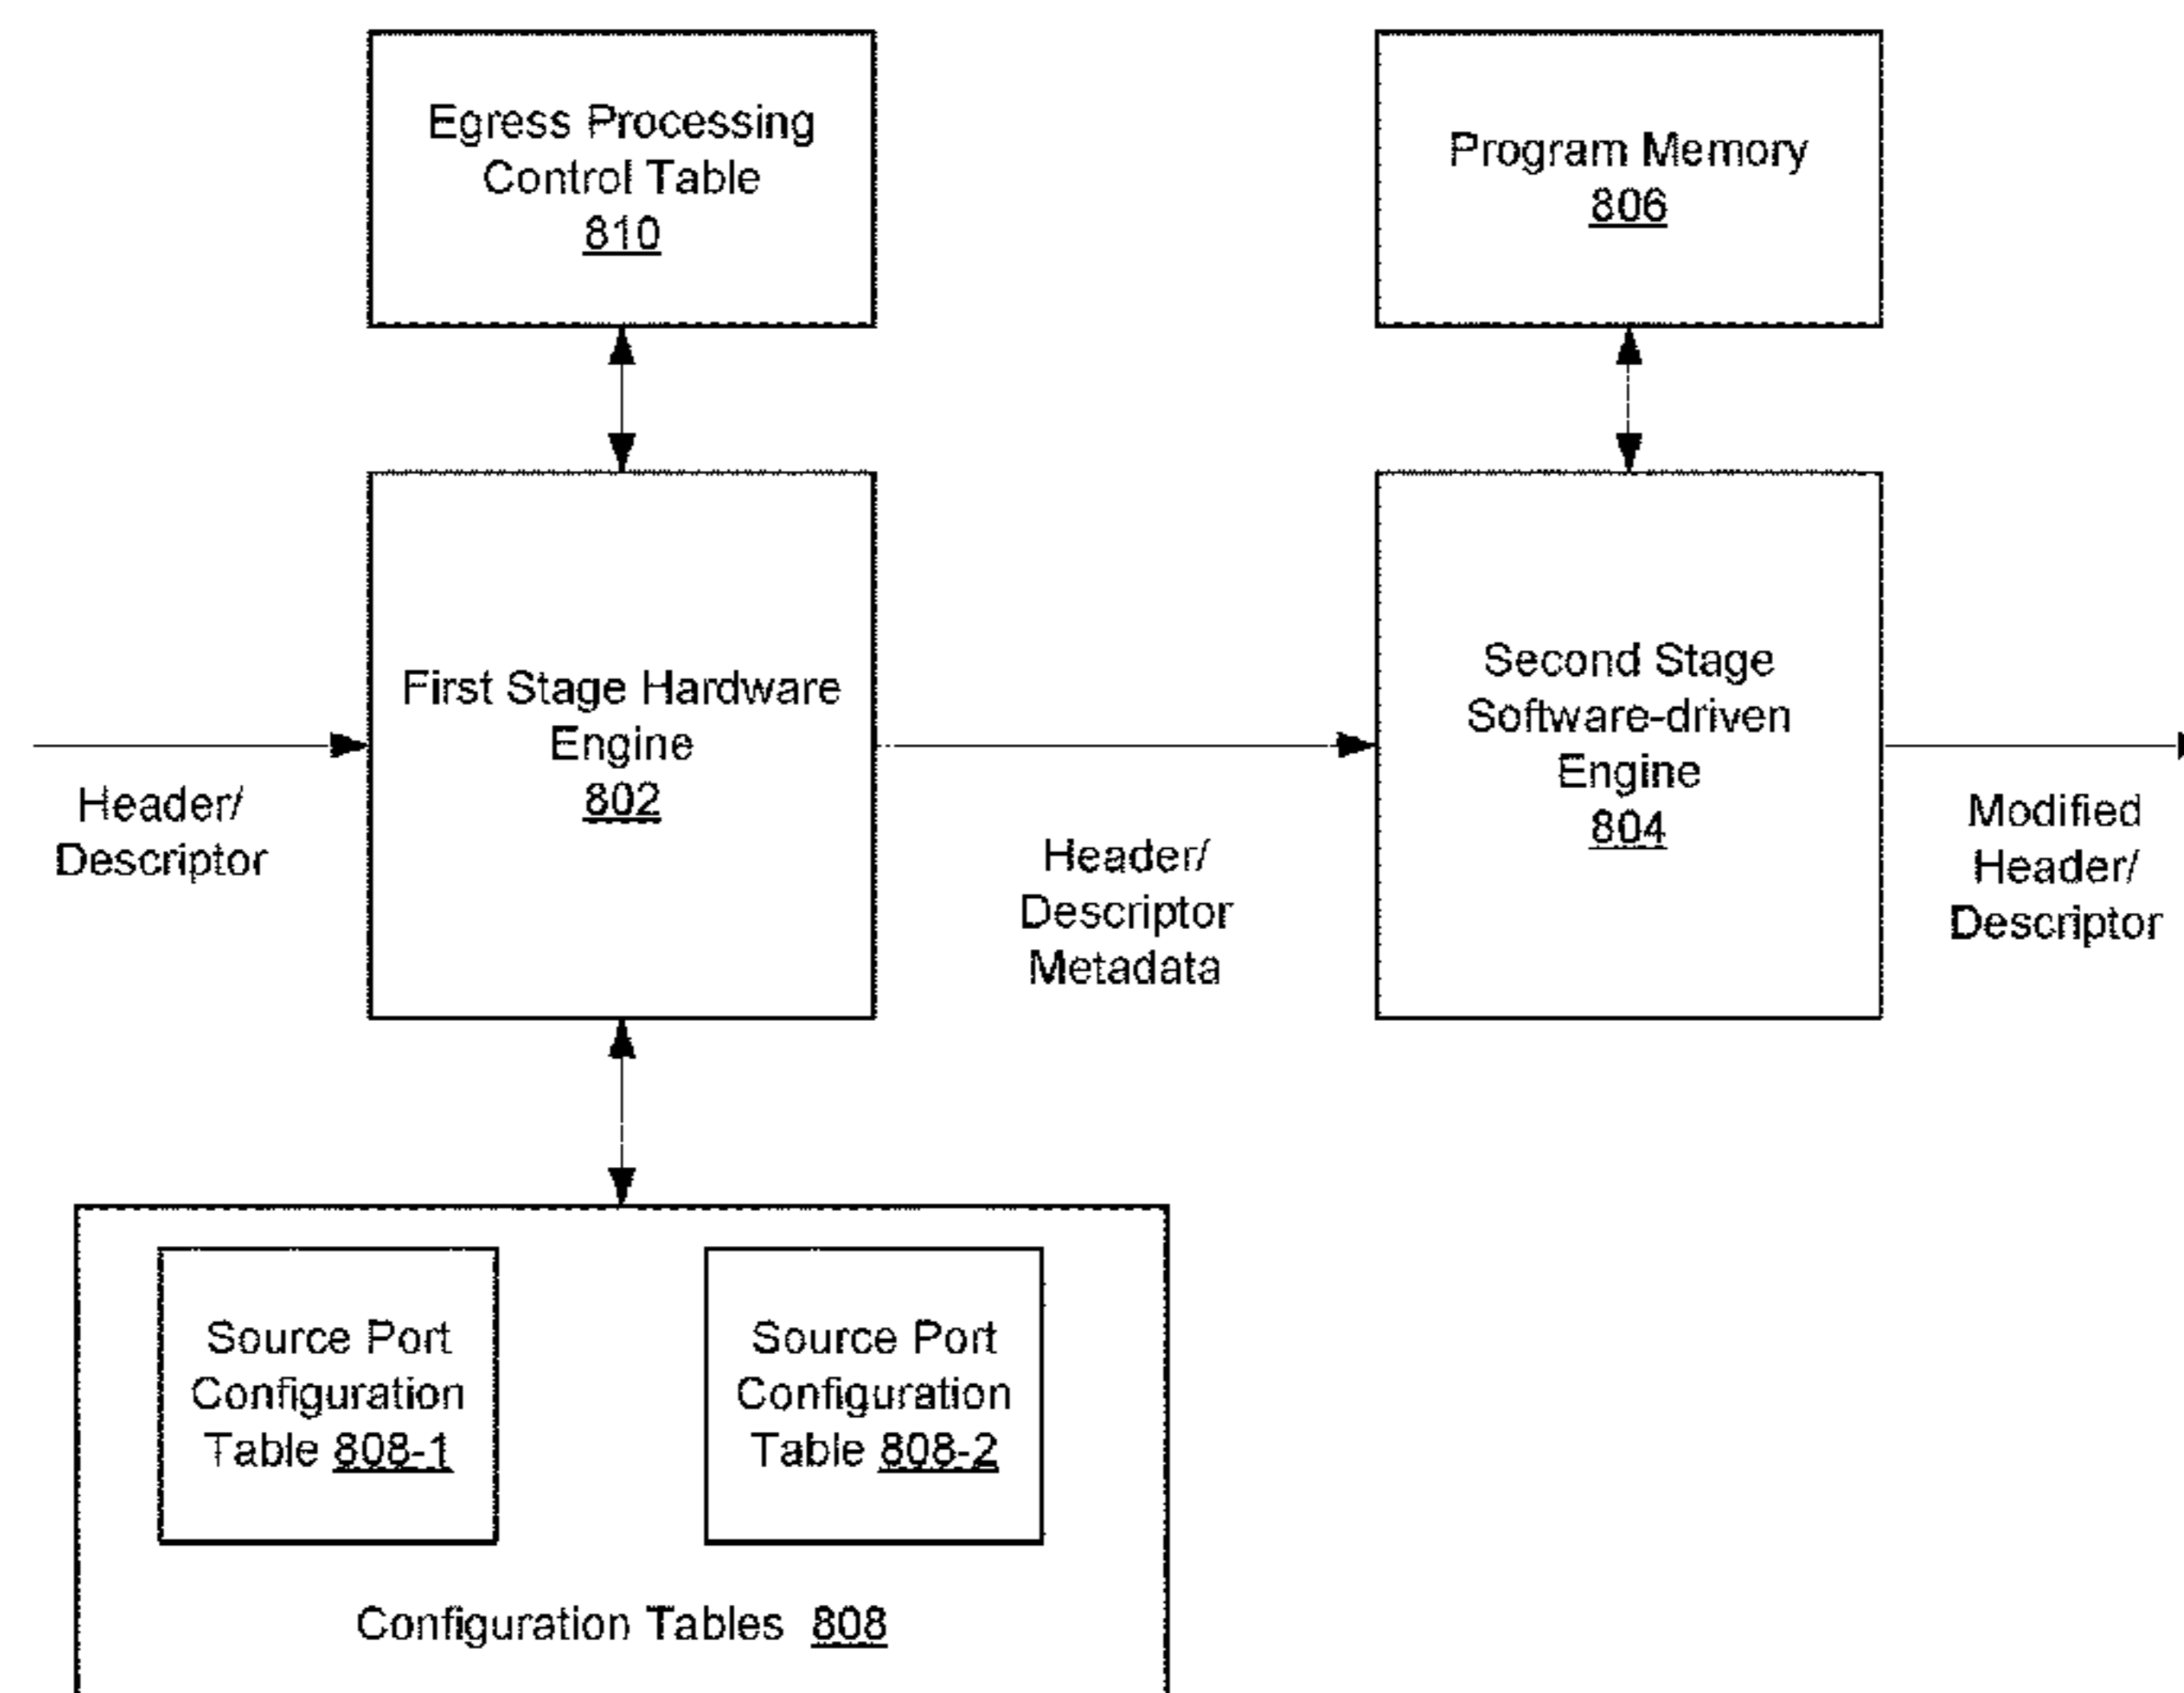 Egress Processing
Control Table
810
Program Memory
806
First Stage Hardware
Engine
802
Second Stage
Software-driven
Engine
804
Header/
Descriptor
Header/
Descriptor
Metadata
Modified
Header/
Descriptor
Source Port
Configuration
Table 808-1
Source Port
Configuration
Table 808-2
Configuration Tables 808